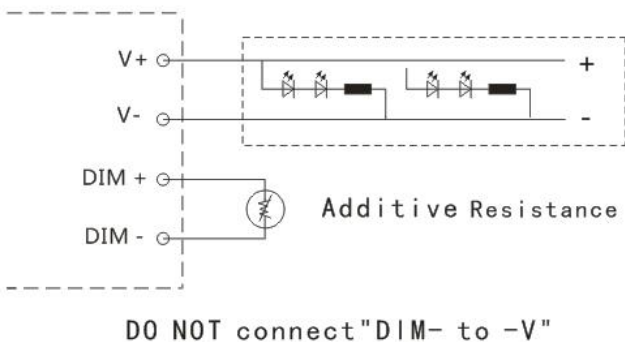 V+
+
V-
-
DIM +
Additive Resistance
DIM -
DO NOT connect"DIM- to -V"